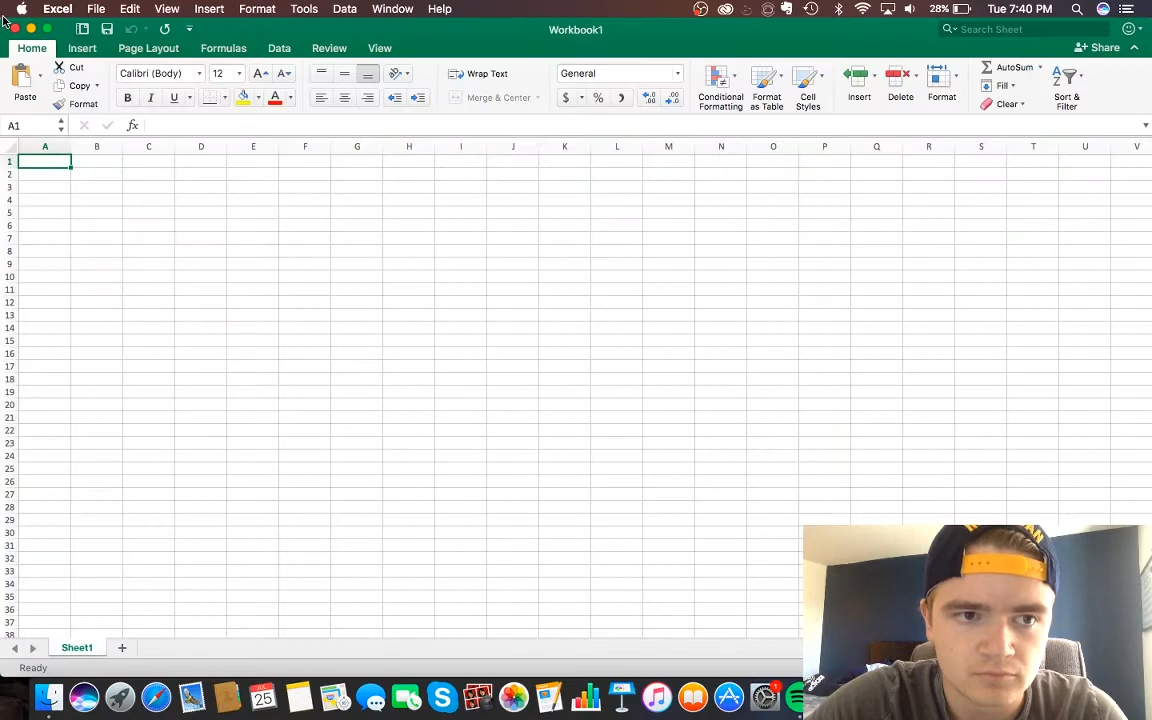 Excel File Edit View Insert Format Tools Data Window Help 28% Tue 7:40 PM
Workbook1 Search Sheet
Home Insert Page Layout Formulas Data Review View Share
Paste Cut Copy Format
Calibri (Body) 12 A A
B I U A
Wrap Text
Merge & Center
General
$ %
Conditional Formatting
Format as Table
Cell Styles
Insert Delete Format
AutoSum
Fill
Clear
Sort & Filter
A1 fx
A B C D E F G H I J K L M N O P Q R S T U V
1
2
3
4
5
6
7
8
9
10
11
12
13
14
15
16
17
18
19
20
21
22
23
24
25
26
27
28
29
30
31
32
33
34
35
36
37
38
Sheet1 +
Ready
JUL
25
1